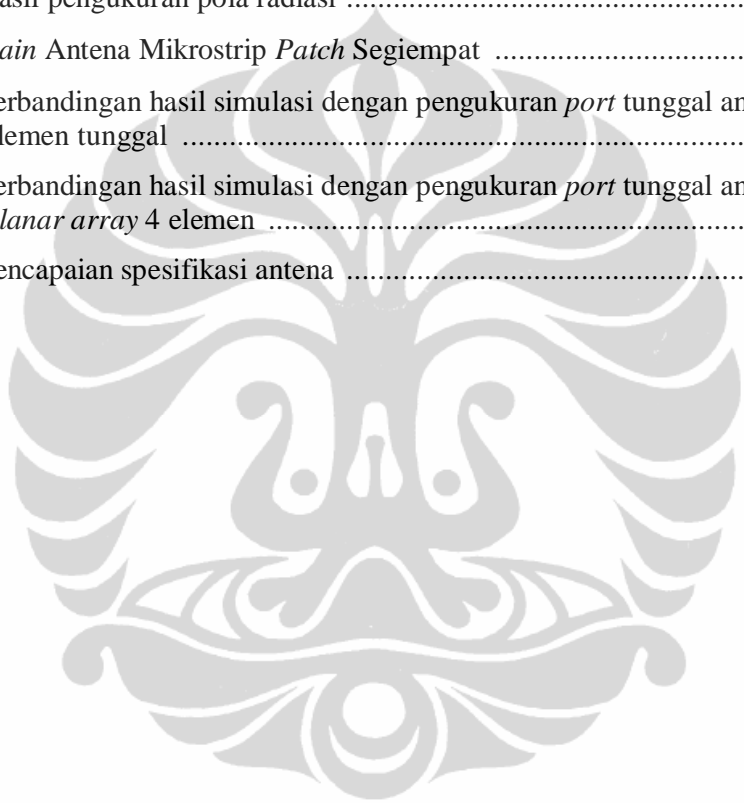 asil pengukuran pola radiasi ......................................................
ain Antena Mikrostrip Patch Segiempat ....................................
erbandingan hasil simulasi dengan pengukuran port tunggal an
lemen tunggal ................................................................................
erbandingan hasil simulasi dengan pengukuran port tunggal an
lanar array 4 elemen ....................................................................
encapaian spesifikasi antena ........................................................